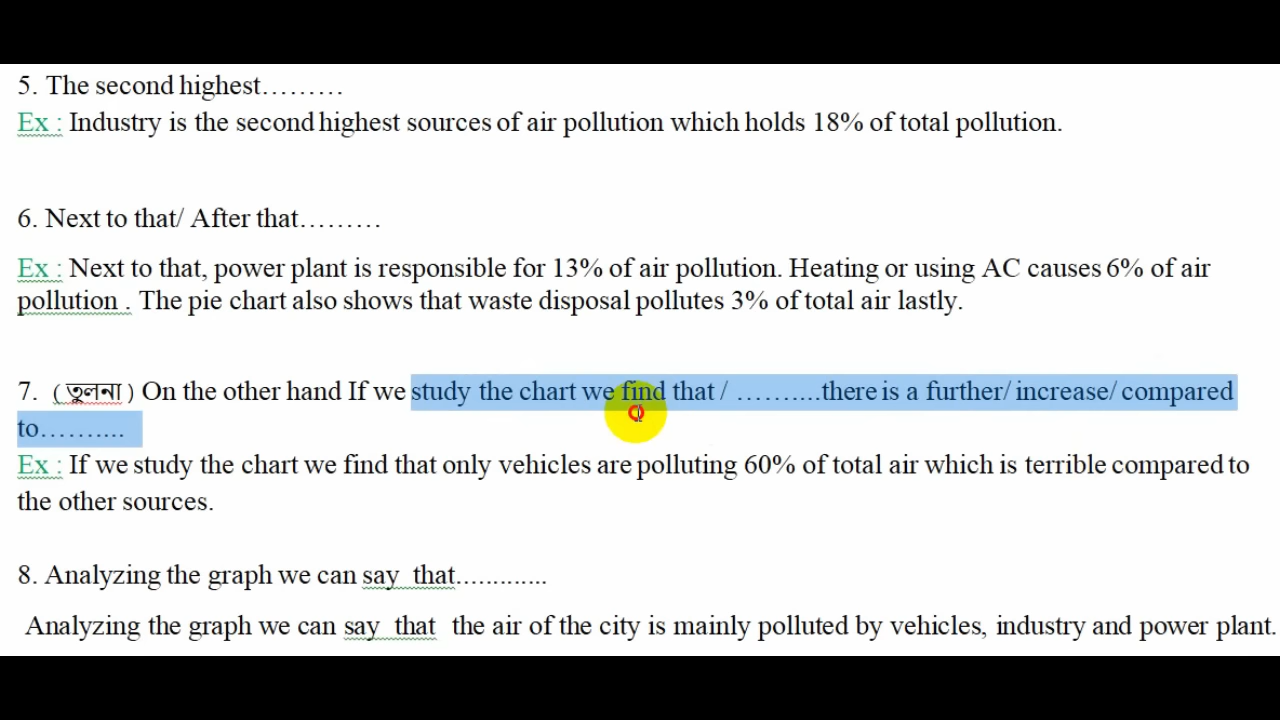 5. The second highest………
Ex : Industry is the second highest sources of air pollution which holds 18% of total pollution.
6. Next to that/ After that………
Ex : Next to that, power plant is responsible for 13% of air pollution. Heating or using AC causes 6% of air
pollution . The pie chart also shows that waste disposal pollutes 3% of total air lastly.
7. ( তুলনা ) On the other hand If we study the chart we find that / ………....there is a further/ increase/ compared
to……....
Ex : If we study the chart we find that only vehicles are polluting 60% of total air which is terrible compared to
the other sources.
8. Analyzing the graph we can say that.............
Analyzing the graph we can say that the air of the city is mainly polluted by vehicles, industry and power plant.